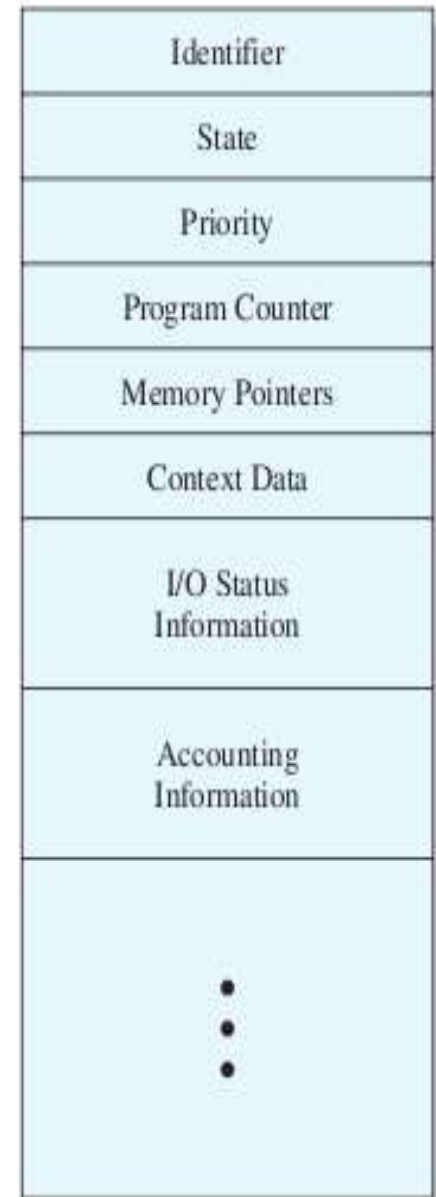 Identifier
State
Priority
Program Counter
Memory Pointers
Context Data
I/O Status
Information
Accounting
Information